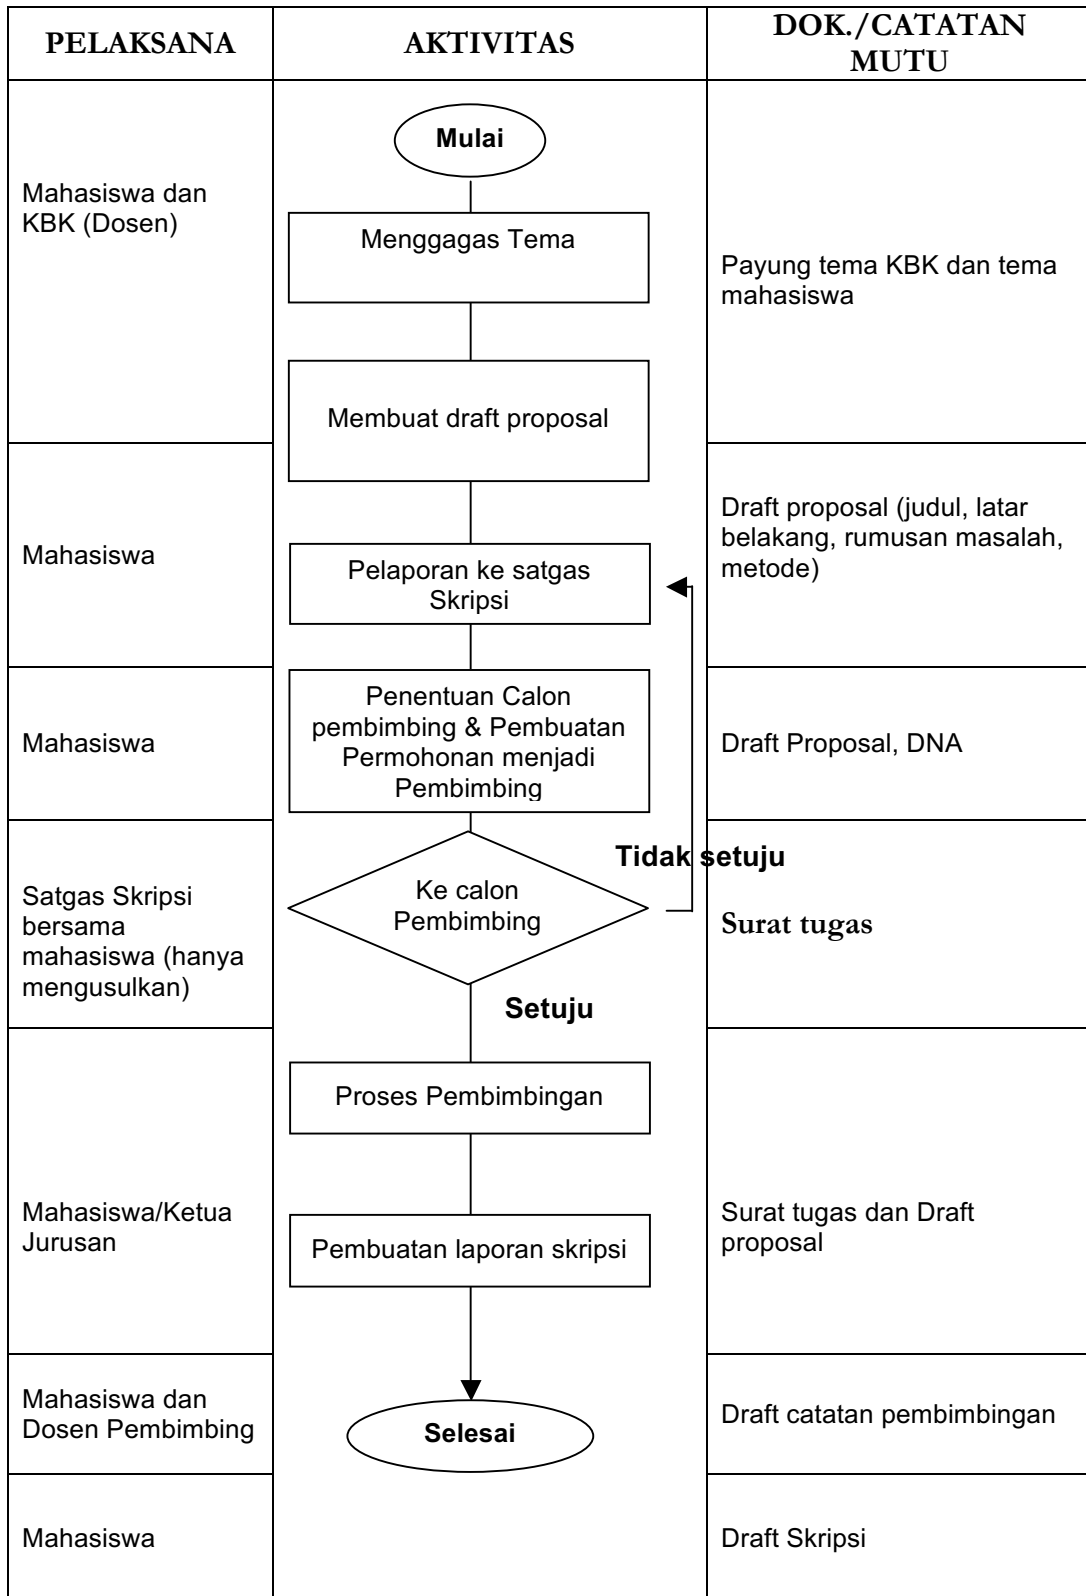 PELAKSANA
AKTIVITAS
DOK./CATATAN
MUTU
Mahasiswa dan
KBK (Dosen)
Mulai
Menggagas Tema
Membuat draft proposal
Payung tema KBK dan tema
mahasiswa
Mahasiswa
Pelaporan ke satgas
Skripsi
Draft proposal (judul, latar
belakang, rumusan masalah,
metode)
Mahasiswa
Penentuan Calon
pembimbing & Pembuatan
Permohonan menjadi
Pembimbing
Draft Proposal, DNA
Satgas Skripsi
bersama
mahasiswa (hanya
mengusulkan)
Ke calon
Pembimbing
Tidak setuju
Setuju
Surat tugas
Mahasiswa/Ketua
Jurusan
Proses Pembimbingan
Pembuatan laporan skripsi
Surat tugas dan Draft
proposal
Mahasiswa dan
Dosen Pembimbing
Selesai
Draft catatan pembimbingan
Mahasiswa
Draft Skripsi